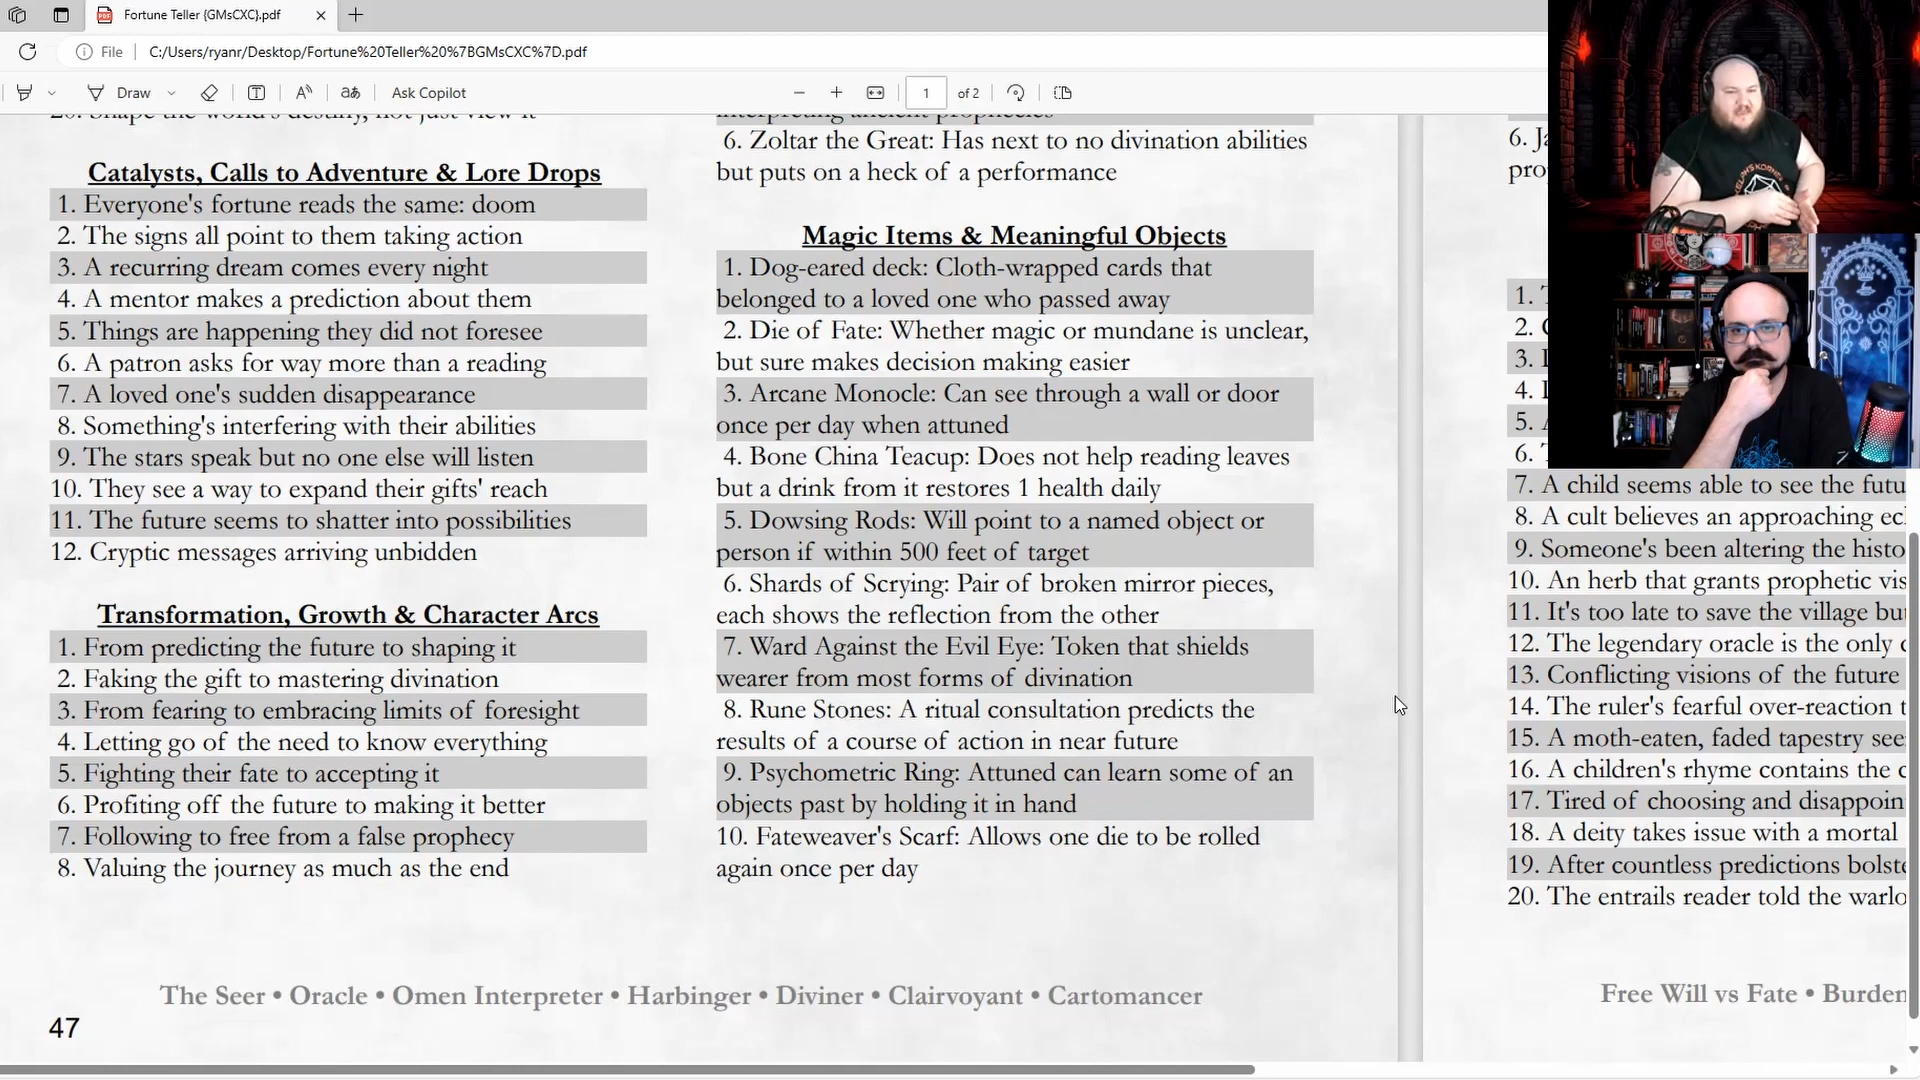 Fortune Teller {GMsCXC}.pdf
File
C:/Users/ryanr/Desktop/Fortune%20Teller%20%7BGMsCXC%7D.pdf
Draw
Ask Copilot
1
of 2
20. Shape the world's destiny, not just view it
Catalysts, Calls to Adventure & Lore Drops
1. Everyone's fortune reads the same: doom
2. The signs all point to them taking action
3. A recurring dream comes every night
4. A mentor makes a prediction about them
5. Things are happening they did not foresee
6. A patron asks for way more than a reading
7. A loved one's sudden disappearance
8. Something's interfering with their abilities
9. The stars speak but no one else will listen
10. They see a way to expand their gifts' reach
11. The future seems to shatter into possibilities
12. Cryptic messages arriving unbidden
Transformation, Growth & Character Arcs
1. From predicting the future to shaping it
2. Faking the gift to mastering divination
3. From fearing to embracing limits of foresight
4. Letting go of the need to know everything
5. Fighting their fate to accepting it
6. Profiting off the future to making it better
7. Following to free from a false prophecy
8. Valuing the journey as much as the end
interpreting ancient prophecies
6. Zoltar the Great: Has next to no divination abilities
but puts on a heck of a performance
Magic Items & Meaningful Objects
1. Dog-eared deck: Cloth-wrapped cards that
belonged to a loved one who passed away
2. Die of Fate: Whether magic or mundane is unclear,
but sure makes decision making easier
3. Arcane Monocle: Can see through a wall or door
once per day when attuned
4. Bone China Teacup: Does not help reading leaves
but a drink from it restores 1 health daily
5. Dowsing Rods: Will point to a named object or
person if within 500 feet of target
6. Shards of Scrying: Pair of broken mirror pieces,
each shows the reflection from the other
7. Ward Against the Evil Eye: Token that shields
wearer from most forms of divination
8. Rune Stones: A ritual consultation predicts the
results of a course of action in near future
9. Psychometric Ring: Attuned can learn some of an
objects past by holding it in hand
10. Fateweaver's Scarf: Allows one die to be rolled
again once per day
The Seer • Oracle • Omen Interpreter • Harbinger • Diviner • Clairvoyant • Cartomancer
47
6.
1.
2.
3.
4.
5.
6.
7. A child seems able to see the futu
8. A cult believes an approaching ec
9. Someone's been altering the histo
10. An herb that grants prophetic vis
11. It's too late to save the village bu
12. The legendary oracle is the only
13. Conflicting visions of the future
14. The ruler's fearful over-reaction t
15. A moth-eaten, faded tapestry see
16. A children's rhyme contains the c
17. Tired of choosing and disappoin
18. A deity takes issue with a mortal
19. After countless predictions bolste
20. The entrails reader told the warlo
Free Will vs Fate • Burden